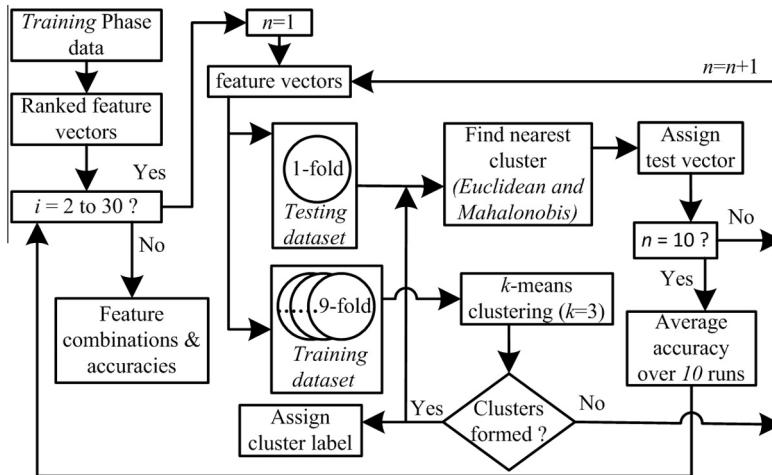 Training Phase
data
Ranked feature
vectors
Yes
i = 2 to 30 ?
No
Feature
combinations &
accuracies
n=1
feature vectors
n=n+1
1-fold
Testing
dataset
......9-fold
Training
dataset
Find nearest
cluster
(Euclidean and
Mahalonobis)
Assign
test vector
No
n = 10 ?
Yes
Average
accuracy
over 10 runs
k-means
clustering (k=3)
Clusters
formed ?
Yes
No
Assign
cluster label